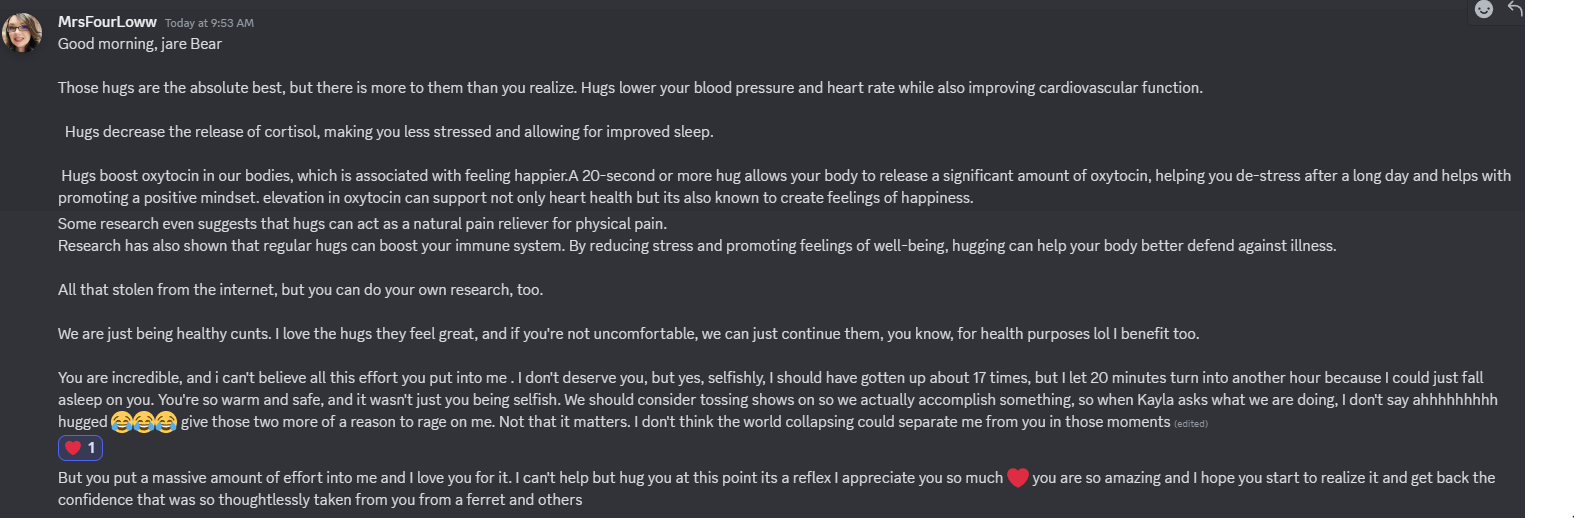 MrsFourLoww Today at 9:53 AM
Good morning, jare Bear
Those hugs are the absolute best, but there is more to them than you realize. Hugs lower your blood pressure and heart rate while also improving cardiovascular function.
Hugs decrease the release of cortisol, making you less stressed and allowing for improved sleep.
Hugs boost oxytocin in our bodies, which is associated with feeling happier.A 20-second or more hug allows your body to release a significant amount of oxytocin, helping you de-stress after a long day and helps with
promoting a positive mindset. elevation in oxytocin can support not only heart health but its also known to create feelings of happiness.
Some research even suggests that hugs can act as a natural pain reliever for physical pain.
Research has also shown that regular hugs can boost your immune system. By reducing stress and promoting feelings of well-being, hugging can help your body better defend against illness.
All that stolen from the internet, but you can do your own research, too.
We are just being healthy cunts. I love the hugs they feel great, and if you're not uncomfortable, we can just continue them, you know, for health purposes lol I benefit too.
You are incredible, and i can't believe all this effort you put into me . I don't deserve you, but yes, selfishly, I should have gotten up about 17 times, but I let 20 minutes turn into another hour because I could just fall
asleep on you. You're so warm and safe, and it wasn't just you being selfish. We should consider tossing shows on so we actually accomplish something, so when Kayla asks what we are doing, I don't say ahhhhhhhhh
hugged 😂😂😂 give those two more of a reason to rage on me. Not that it matters. I don't think the world collapsing could separate me from you in those moments (edited)
❤️ 1
But you put a massive amount of effort into me and I love you for it. I can't help but hug you at this point its a reflex I appreciate you so much ❤️ you are so amazing and I hope you start to realize it and get back the
confidence that was so thoughtlessly taken from you from a ferret and others